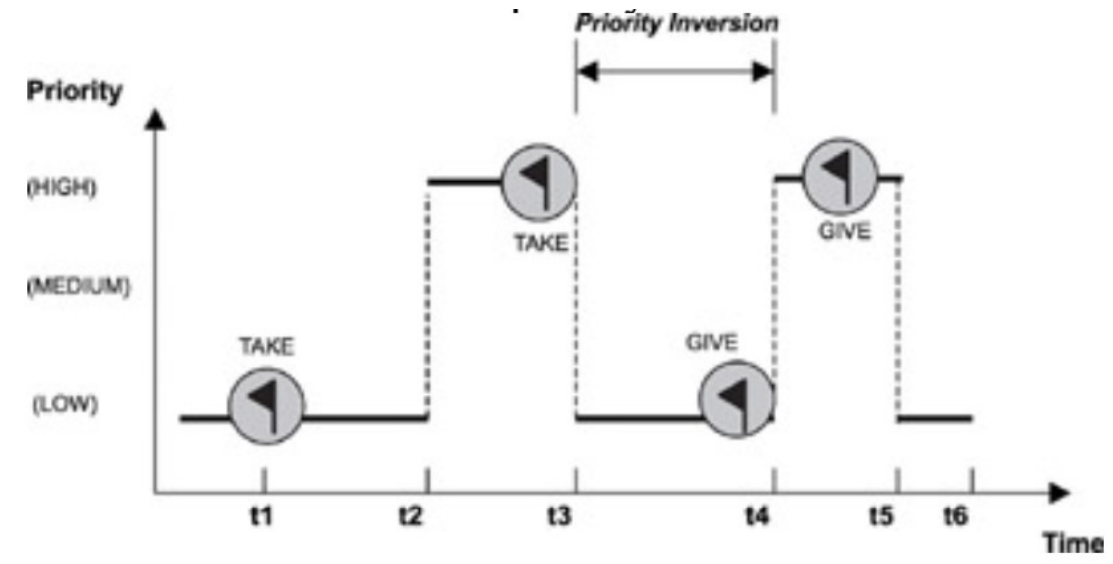 Priority Inversion
Priority
(HIGH)
TAKE
GIVE
(MEDIUM)
TAKE
GIVE
(LOW)
t1
t2
t3
t4
t5
t6
Time